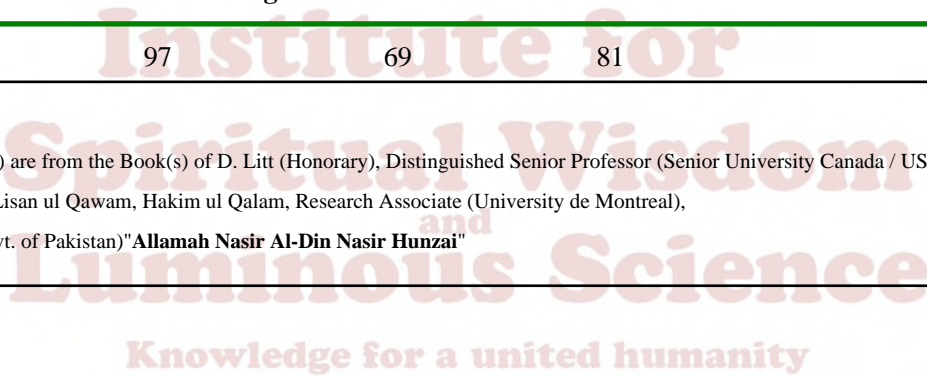 Institute for
97 69 81
Spiritual Wisdom
) are from the Book(s) of D. Litt (Honorary), Distinguished Senior Professor (Senior University Canada / US
Lisan ul Qawam, Hakim ul Qalam, Research Associate (University de Montreal),
and
vt. of Pakistan)"Allamah Nasir Al-Din Nasir Hunzai"
Luminous Science
Knowledge for a united humanity